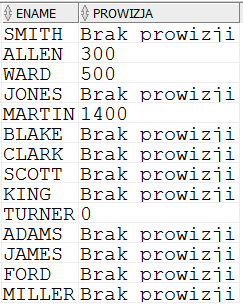 ENAME PROWIZJA
SMITH Brak prowizji
ALLEN 300
WARD 500
JONES Brak prowizji
MARTIN 1400
BLAKE Brak prowizji
CLARK Brak prowizji
SCOTT Brak prowizji
KING Brak prowizji
TURNER 0
ADAMS Brak prowizji
JAMES Brak prowizji
FORD Brak prowizji
MILLER Brak prowizji